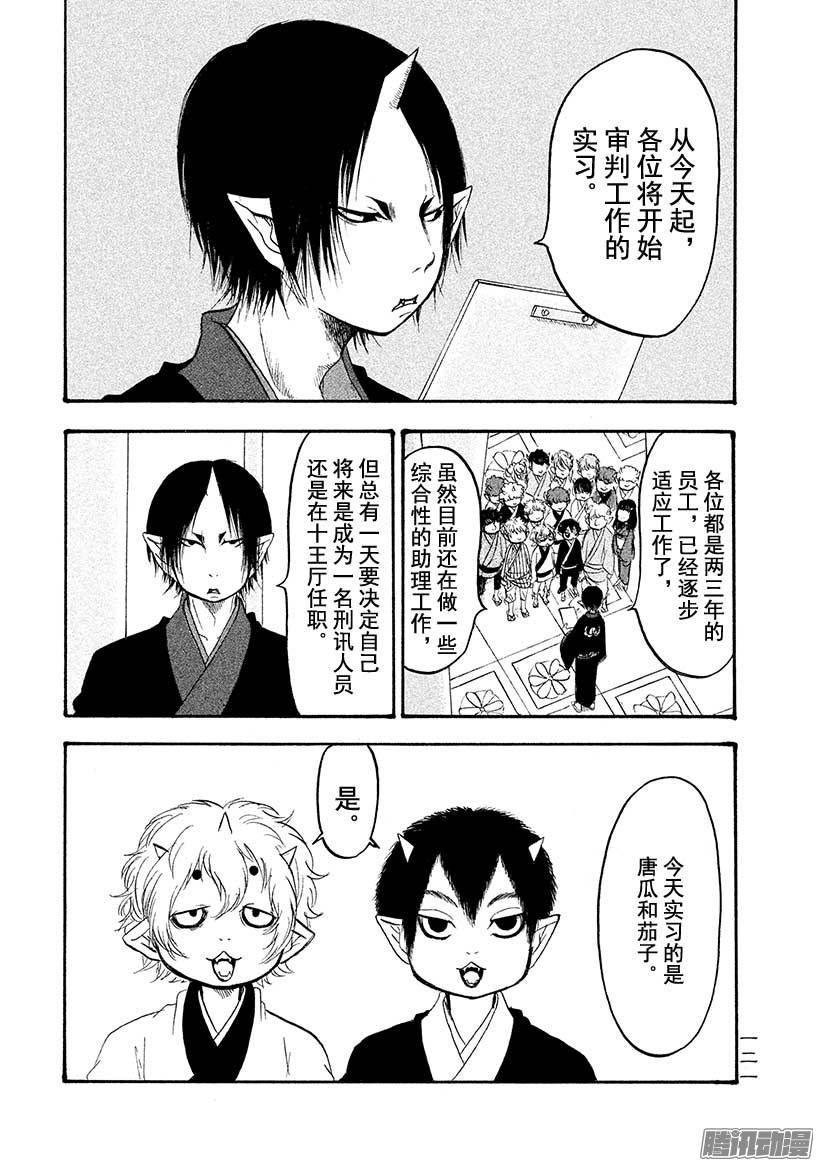 从今天起，
各位将开始
审判工作的
实习。
各位都是两三年的
员工，已经逐步
适应工作了，
虽然目前还在做一些
综合性的助理工作，
但总有一天要决定自己
将来是成为一名刑讯人员
还是在十王厅任职。
今天实习的是
唐瓜和茄子。
是。
一二一
腾讯动漫